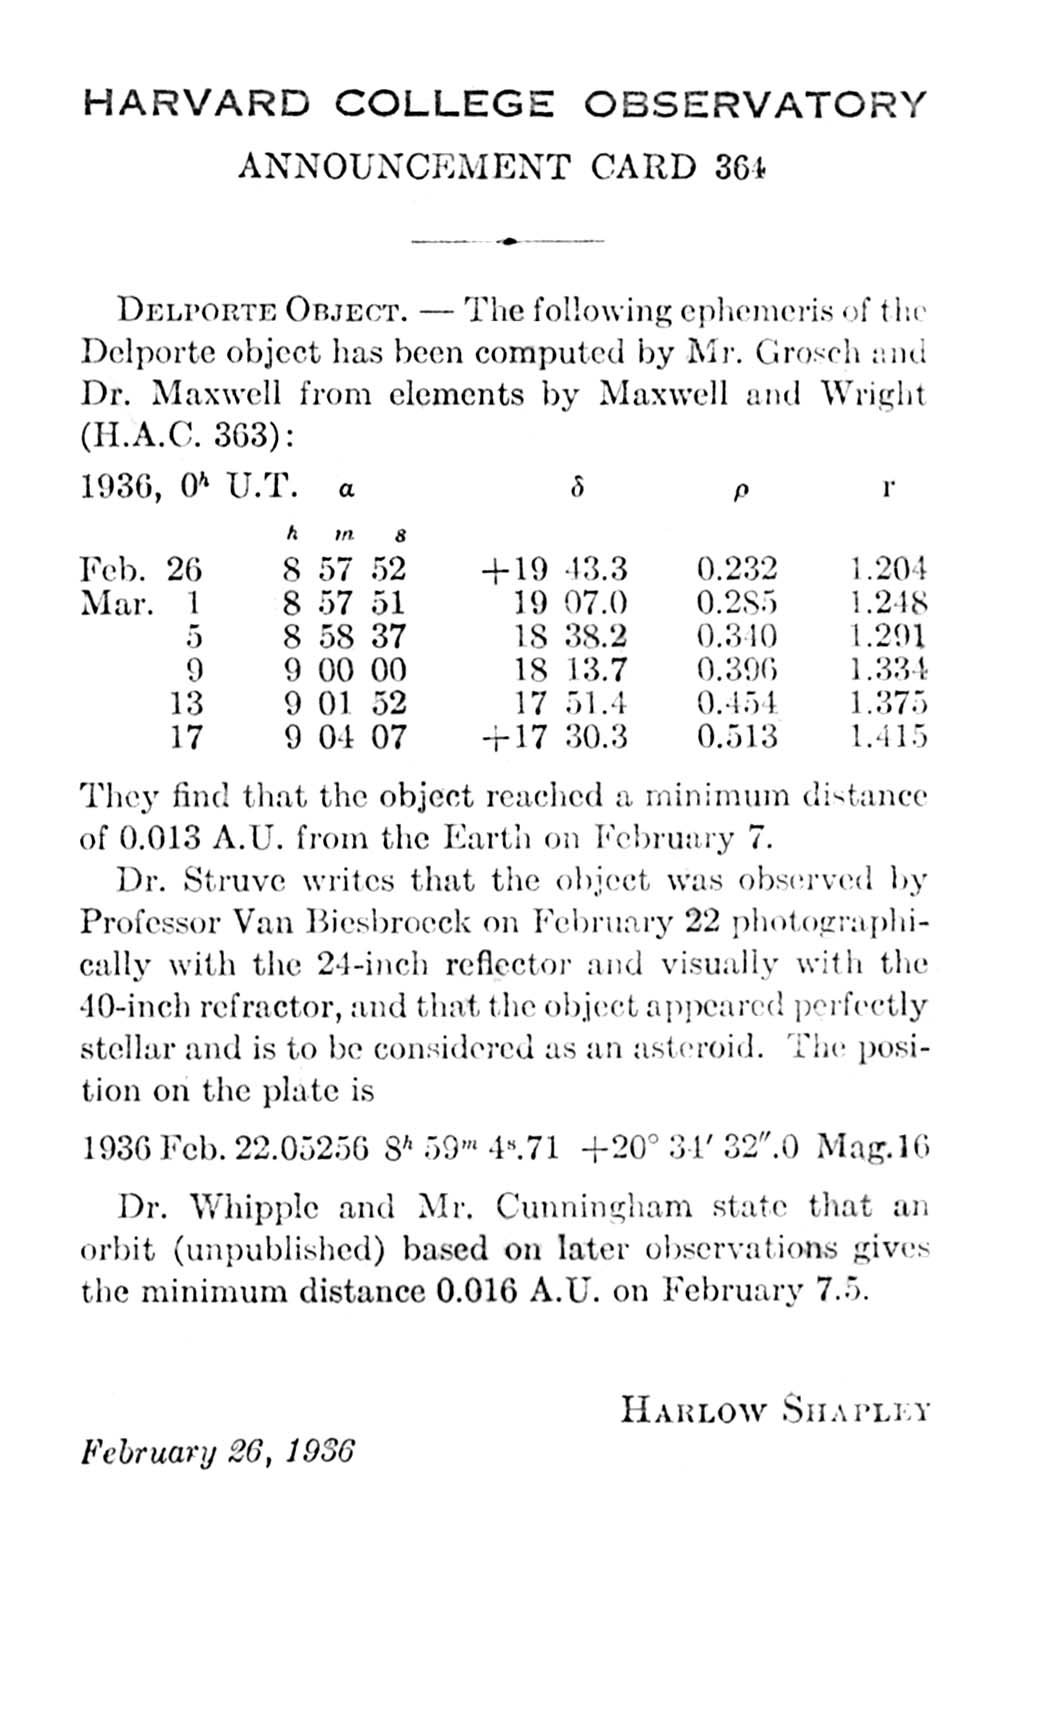 HARVARD COLLEGE OBSERVATORY
ANNOUNCEMENT CARD 364
DELPORTE OBJECT. — The following ephemeris of the
Delporte object has been computed by Mr. Grosch and
Dr. Maxwell from elements by Maxwell and Wright
(H.A.C. 363):
1936, 0ʰ U.T. α δ ρ r
h m s
Feb. 26 8 57 52 +19 43.3 0.232 1.204
Mar. 1 8 57 51 19 07.0 0.285 1.248
5 8 58 37 18 38.2 0.340 1.291
9 9 00 00 18 13.7 0.396 1.334
13 9 01 52 17 51.4 0.454 1.375
17 9 04 07 +17 30.3 0.513 1.415
They find that the object reached a minimum distance
of 0.013 A.U. from the Earth on February 7.
Dr. Struve writes that the object was observed by
Professor Van Biesbroeck on February 22 photographi-
cally with the 24-inch reflector and visually with the
40-inch refractor, and that the object appeared perfectly
stellar and is to be considered as an asteroid. The posi-
tion on the plate is
1936 Feb. 22.05256 8ʰ 59ᵐ 4ˢ.71 +20° 34′ 32″.0 Mag.16
Dr. Whipple and Mr. Cunningham state that an
orbit (unpublished) based on later observations gives
the minimum distance 0.016 A.U. on February 7.5.
HARLOW SHAPLEY
February 26, 1936